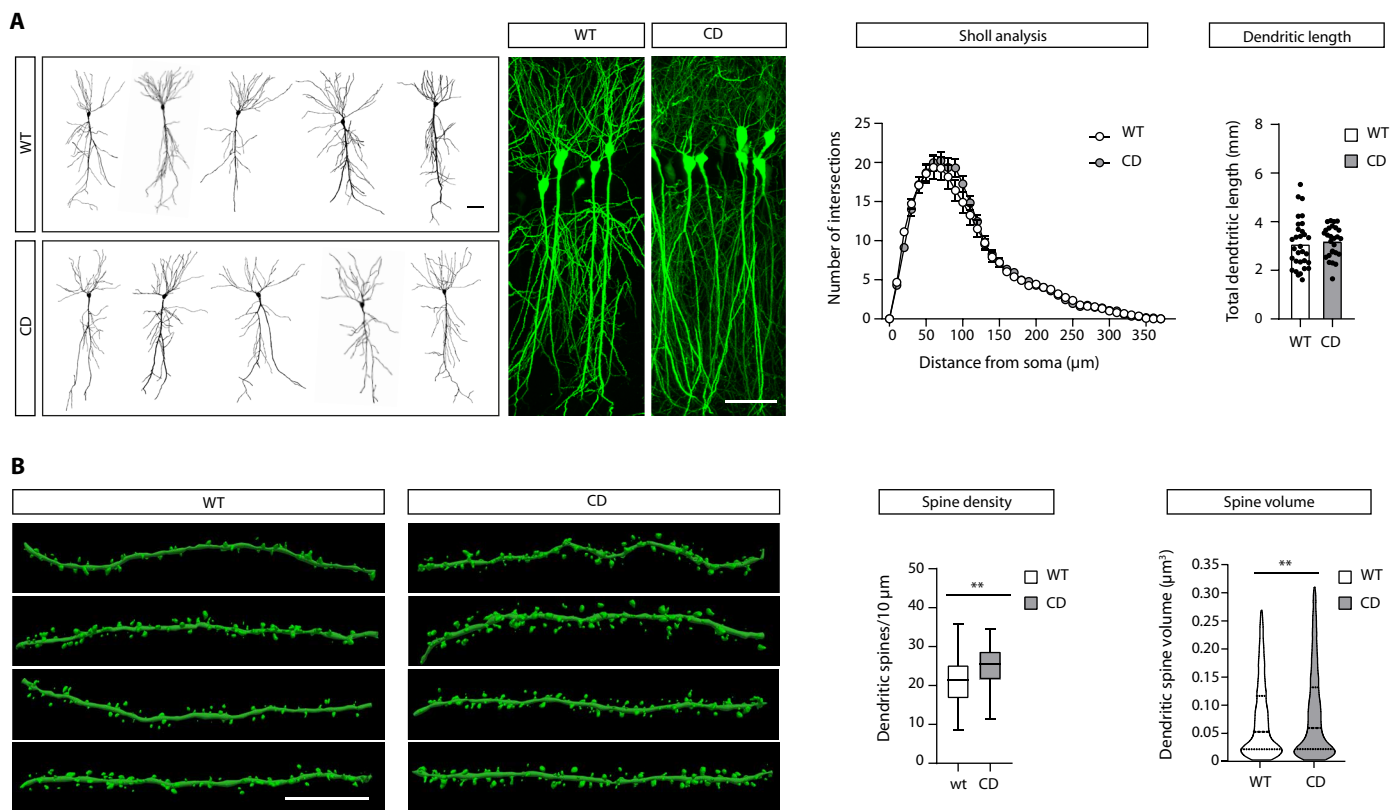 A
WT
CD
WT
CD
Sholl analysis
Number of intersections
25
20
15
10
5
0
0
50
100
150
200
250
300
350
Distance from soma (µm)
WT
CD
Dendritic length
Total dendtritic length (mm)
8
6
4
2
0
WT
CD
WT
CD
B
WT
CD
Spine density
Dendritic spines/10 µm
50
40
30
20
10
0
**
wt
CD
WT
CD
Spine volume
Dendritic spine volume (µm³)
0.35
0.30
0.20
0.15
0.10
0.05
0
**
WT
CD
WT
CD